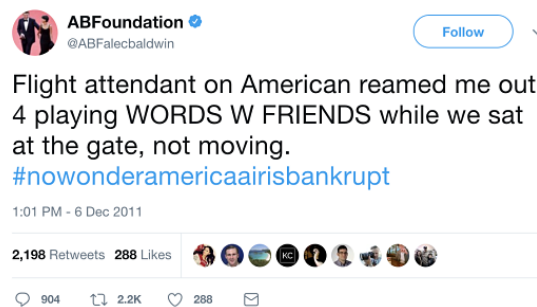 ABFoundation
@ABFalecbaldwin
Follow
Flight attendant on American reamed me out
4 playing WORDS W FRIENDS while we sat
at the gate, not moving.
#nowonderamericaairisbankrupt
1:01 PM - 6 Dec 2011
2,198 Retweets 288 Likes
KC
904 2.2K 288